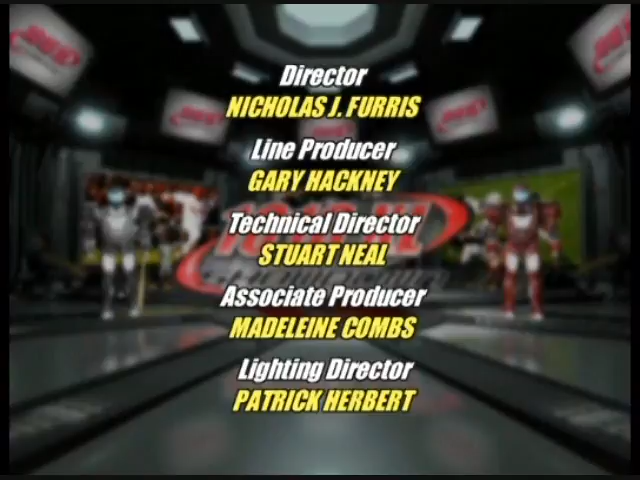 Director
NICHOLAS J. FURRIS
Line Producer
GARY HACKNEY
Technical Director
STUART NEAL
Associate Producer
MADELEINE COMBS
Lighting Director
PATRICK HERBERT